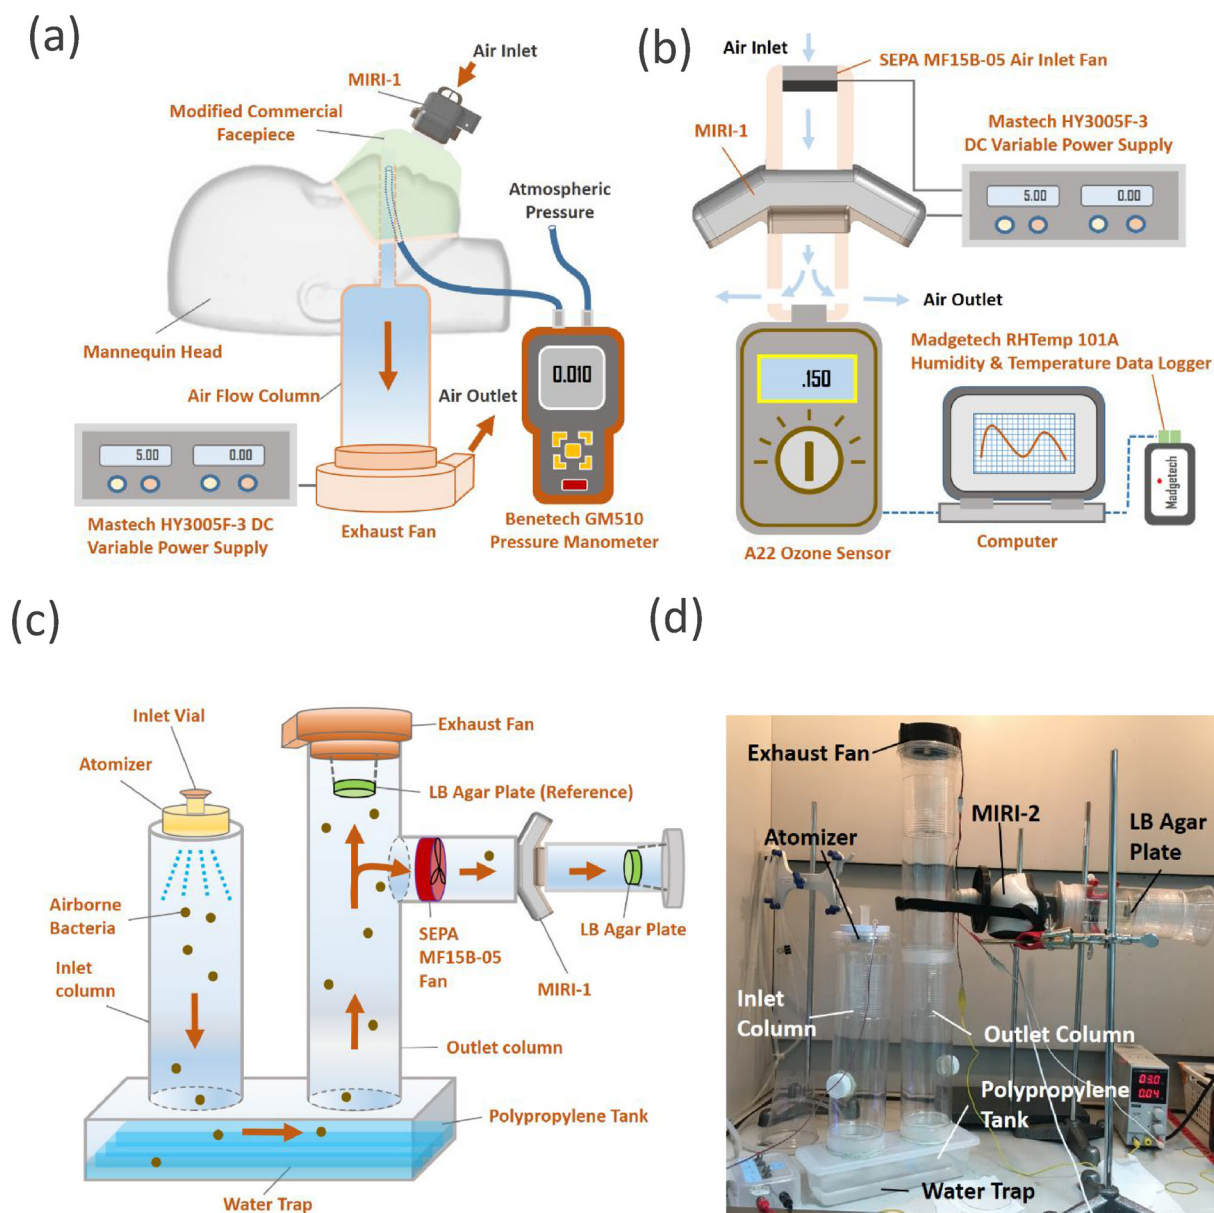 (a)
Air Inlet
MIRI-1
Modified Commercial
Facepiece
Atmospheric
Pressure
Mannequin Head
Air Flow Column
Air Outlet
0.010
5.00 0.00
Mastech HY3005F-3 DC
Variable Power Supply
Exhaust Fan
Benetech GM510
Pressure Manometer
(b)
Air Inlet
SEPA MF15B-05 Air Inlet Fan
MIRI-1
Mastech HY3005F-3
DC Variable Power Supply
5.00 0.00
Air Outlet
.150
Madgetech RHTemp 101A
Humidity & Temperature Data Logger
Madgetech
A22 Ozone Sensor
Computer
(c)
Inlet Vial
Atomizer
Exhaust Fan
LB Agar Plate (Reference)
Airborne
Bacteria
Inlet
column
SEPA
MF15B-05
Fan
MIRI-1
LB Agar Plate
Outlet column
Polypropylene Tank
Water Trap
(d)
Exhaust Fan
Atomizer
MIRI-2
LB Agar
Plate
Inlet
Column
Outlet Column
Polypropylene
Tank
Water Trap
03.0
0.04